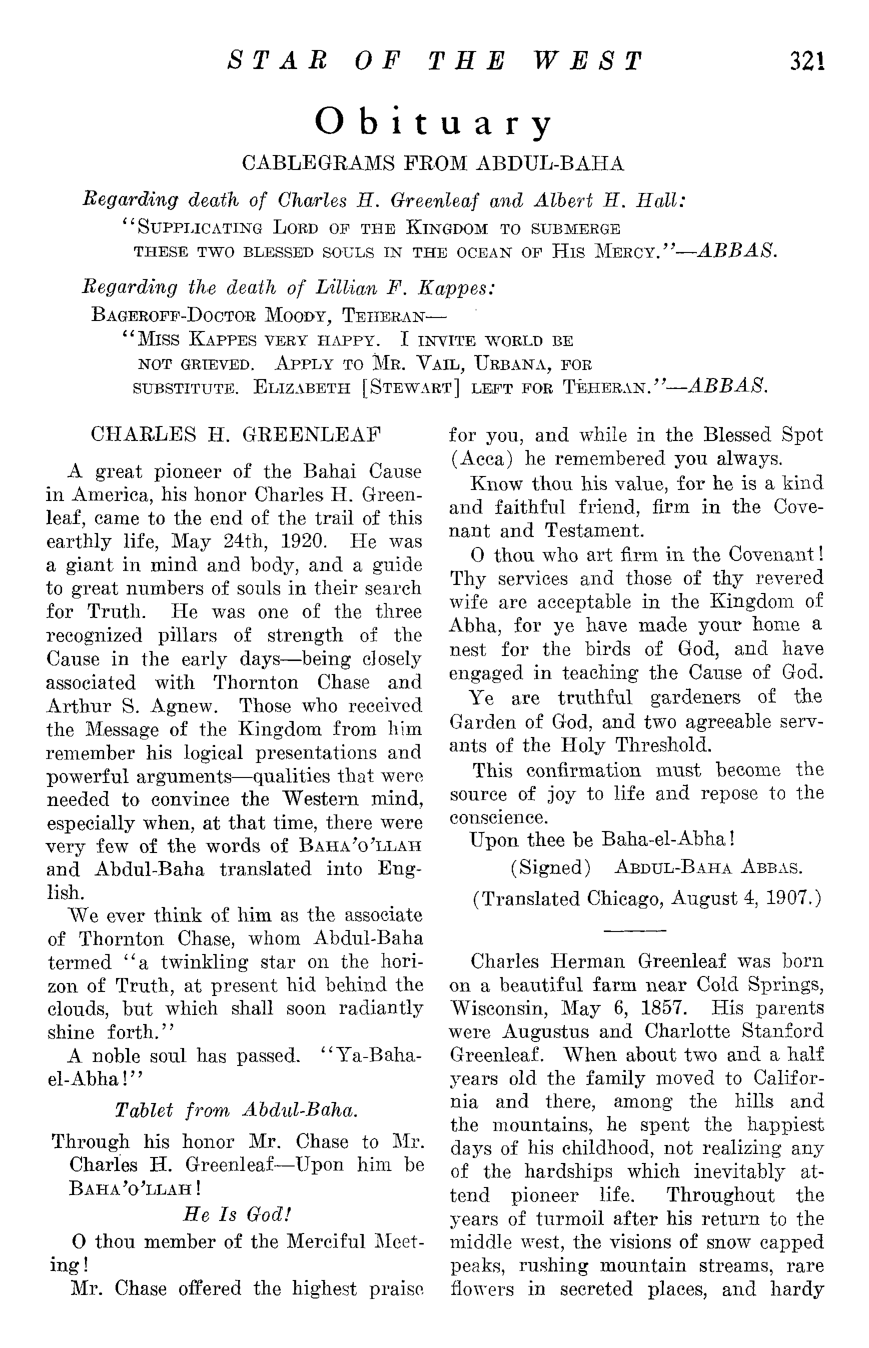 STAR OF THE WEST 321
Obituary
CABLEGRAMS FROM ABDUL-BAHA
Regarding death of Charles H. Greenleaf and Albert H. Hall:
"SUPPLICATING LORD OF THE KINGDOM TO SUBMERGE
THESE TWO BLESSED SOULS IN THE OCEAN OF HIS MERCY."—ABBAS.
Regarding the death of Lillian F. Kappes:
BAGEROFF-DOCTOR MOODY, TEHERAN—
"MISS KAPPES VERY HAPPY. I INVITE WORLD BE
NOT GRIEVED. APPLY TO MR. VAIL, URBANA, FOR
SUBSTITUTE. ELIZABETH [STEWART] LEFT FOR TEHERAN."—ABBAS.
CHARLES H. GREENLEAF
A great pioneer of the Bahai Cause
in America, his honor Charles H. Green-
leaf, came to the end of the trail of this
earthly life, May 24th, 1920. He was
a giant in mind and body, and a guide
to great numbers of souls in their search
for Truth. He was one of the three
recognized pillars of strength of the
Cause in the early days—being closely
associated with Thornton Chase and
Arthur S. Agnew. Those who received
the Message of the Kingdom from him
remember his logical presentations and
powerful arguments—qualities that were
needed to convince the Western mind,
especially when, at that time, there were
very few of the words of BAHA'O'LLAH
and Abdul-Baha translated into Eng-
lish.
We ever think of him as the associate
of Thornton Chase, whom Abdul-Baha
termed "a twinkling star on the hori-
zon of Truth, at present hid behind the
clouds, but which shall soon radiantly
shine forth."
A noble soul has passed. "Ya-Baha-
el-Abha!"
Tablet from Abdul-Baha.
Through his honor Mr. Chase to Mr.
Charles H. Greenleaf—Upon him be
BAHA'O'LLAH!
He Is God!
O thou member of the Merciful Meet-
ing!
Mr. Chase offered the highest praise
for you, and while in the Blessed Spot
(Acca) he remembered you always.
Know thou his value, for he is a kind
and faithful friend, firm in the Cove-
nant and Testament.
O thou who art firm in the Covenant!
Thy services and those of thy revered
wife are acceptable in the Kingdom of
Abha, for ye have made your home a
nest for the birds of God, and have
engaged in teaching the Cause of God.
Ye are truthful gardeners of the
Garden of God, and two agreeable serv-
ants of the Holy Threshold.
This confirmation must become the
source of joy to life and repose to the
conscience.
Upon thee be Baha-el-Abha!
(Signed) ABDUL-BAHA ABBAS.
(Translated Chicago, August 4, 1907.)
Charles Herman Greenleaf was born
on a beautiful farm near Cold Springs,
Wisconsin, May 6, 1857. His parents
were Augustus and Charlotte Stanford
Greenleaf. When about two and a half
years old the family moved to Califor-
nia and there, among the hills and
the mountains, he spent the happiest
days of his childhood, not realizing any
of the hardships which inevitably at-
tend pioneer life. Throughout the
years of turmoil after his return to the
middle west, the visions of snow capped
peaks, rushing mountain streams, rare
flowers in secreted places, and hardy